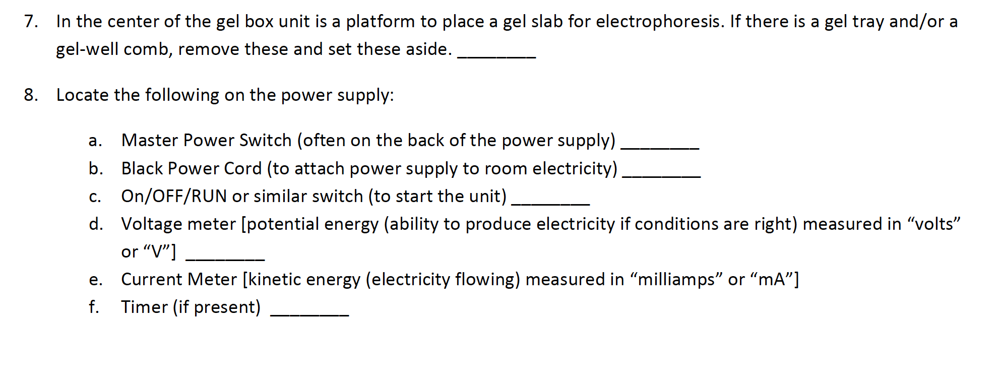 7. In the center of the gel box unit is a platform to place a gel slab for electrophoresis. If there is a gel tray and/or a
gel-well comb, remove these and set these aside. ________
8. Locate the following on the power supply:
a. Master Power Switch (often on the back of the power supply) ________
b. Black Power Cord (to attach power supply to room electricity) ________
c. On/OFF/RUN or similar switch (to start the unit) ________
d. Voltage meter [potential energy (ability to produce electricity if conditions are right) measured in “volts”
or “V”] ________
e. Current Meter [kinetic energy (electricity flowing) measured in “milliamps” or “mA”]
f. Timer (if present) ________